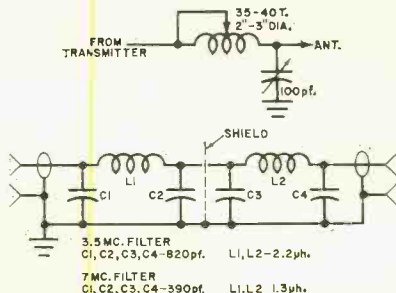 35-40T.
2"-3"DIA.
FROM
TRANSMITTER
ANT.
100pf.
SHIELD
L1
L2
C1
C2
C3
C4
3.5 MC. FILTER
C1, C2, C3, C4-820pf. L1, L2-2.2µh.
7 MC. FILTER
C1, C2, C3, C4-390pf. L1, L2 1.3µh.